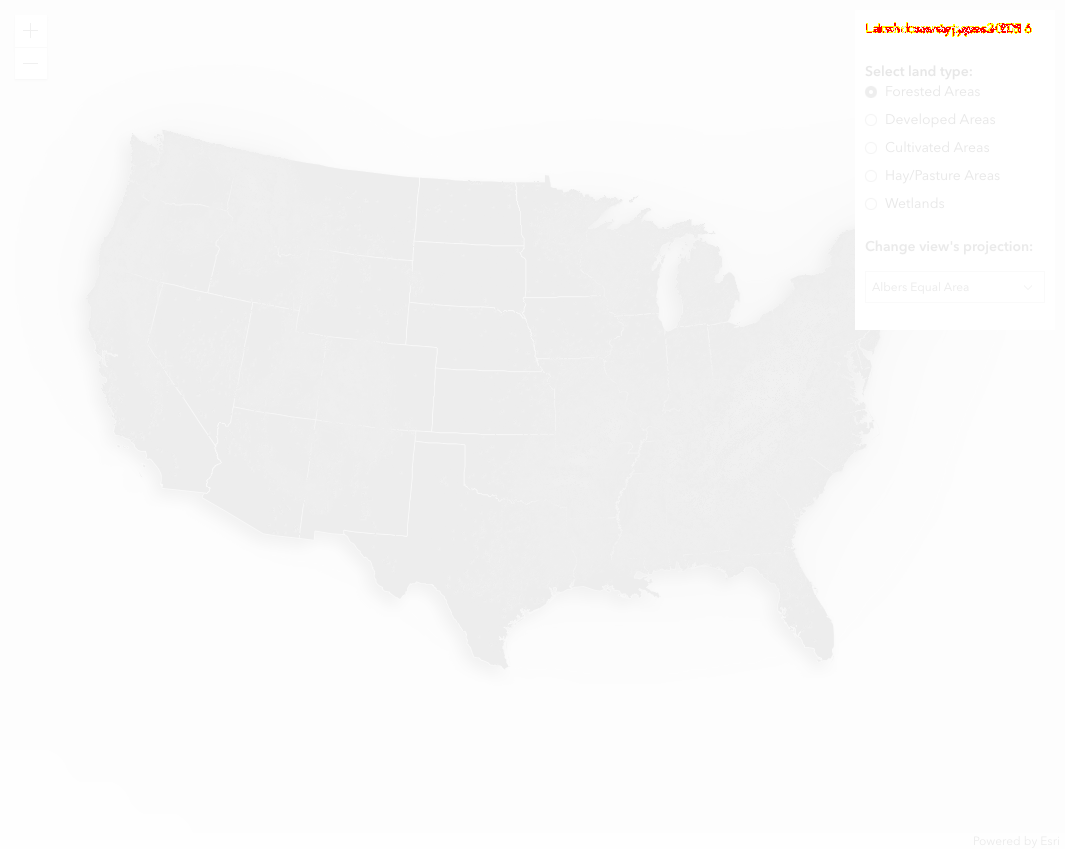 Select land type:
Forested Areas
Developed Areas
Cultivated Areas
Hay/Pasture Areas
Wetlands
Change view's projection:
Albers Equal Area
Powered by Esri